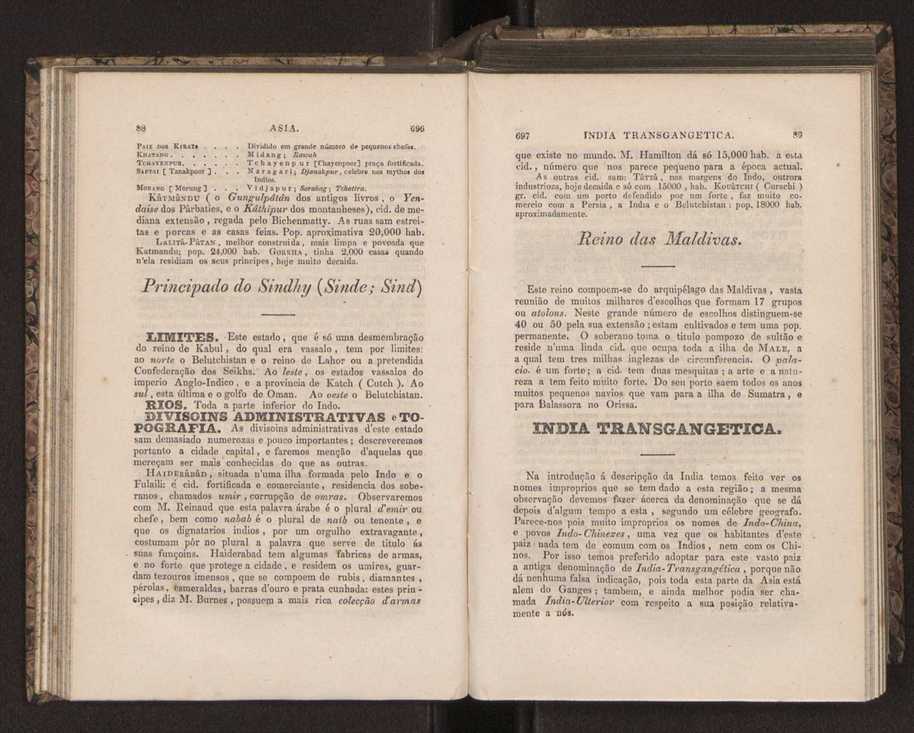 88 ASIA. 696
PAIZ DOS KIRATS . . . . Dividido em grande número de pequenos chefes.
KHATANG. . . . . . . Midang; Rawah
TCHAYENPUR. . . . . . Tchayenpur [Chayenpoor] praça fortificada.
SAPTAI [ Tanakpoor ] . . . Naragari; Djanakpur, celebre nos mythos dos
Indios.
MORANG [ Morung ] . . . Vidjapur; Sorahog; Tchatira.
KÂTMÂNDU ( o Gungulpâtân dos antigos livros, o Yen-
daise dos Pàrbaties, e o Kâthipur dos montanheses), cid. de me-
diana extensão, regada pelo Bichenmatty. As ruas sam estrei-
tas e porcas e as casas feias. Pop. aproximativa 20,000 hab.
LALITÂ-PÂTAN, melhor construida, mais limpa e povoada que
Katmandu; pop. 24,000 hab. GORKHA, tinha 2,000 casas quando
n'ela residiam os seus principes, hoje muito decaida.
Principado do Sindhy (Sinde; Sind)
LIMITES. Este estado, que é só uma desmembração
do reino de Kabul, do qual era vassalo, tem por limites:
ao norte o Belutchistan e o reino de Lahor ou a pretendida
Confederação dos Seikhs. Ao leste, os estados vassalos do
imperio Anglo-Indico, e a provincia de Katch ( Cutch ). Ao
sul, esta última e o golfo de Oman. Ao oeste o Belutchistan.
RIOS. Toda a parte inferior do Indo.
DIVISOINS ADMINISTRATIVAS e TO-
POGRAFIA. As divisoins administrativas d'este estado
sam demasiado numerozas e pouco importantes; descreveremos
portanto a cidade capital, e faremos menção d'aquelas que
mereçam ser mais conhecidas do que as outras.
HAIDERÂBÂD, situada n'uma ilha formada pelo Indo e o
Fulaili: é cid. fortificada e comerciante, residencia dos sobe-
ranos, chamados umir, corrupção de omras. Observaremos
com M. Reinaud que esta palavra árabe é o plural d'emir ou
chefe, bem como nabab é o plural de naib ou tenente, e
que os dignatarios indios, por um orgulho extravagante,
costumam pôr no plural a palavra que serve de titulo ás
suas funçoins. Haiderabad tem algumas fabricas de armas,
e no forte que protege a cidade, e residem os umires, guar-
dam tezouros imensos, que se compoem de rubis, diamantes,
pérolas, esmeraldas, barras d'ouro e prata cunhada: estes prin-
cipes, diz M. Burnes, possuem a mais rica colecção d'armas
697 INDIA TRANSGANGETICA. 89
que existe no mundo. M. Hamilton dá só 15,000 hab. a esta
cid., número que nos parece pequeno para a época actual.
As outras cid. sam: TÂTTÂ, nas margens do Indo, outrora
industrioza, hoje decaida e só com 15000, hab. KOUÂTCHI ( Curachi )
gr. cid. com um porto defendido por um forte, faz muito co-
mercio com a Persia, a India e o Belutchistan: pop. 18000 hab.
aproximadamente.
Reino das Maldivas.
Este reino compoem-se do arquipélago das Maldivas, vasta
reunião de muitos milhares d'escolhos que formam 17 grupos
ou atolons. Neste grande número de escolhos distinguem-se
40 ou 50 pela sua extensão; estam cultivados e tem uma pop.
permanente. O soberano toma o titulo pompozo de sultão e
reside n'uma linda cid. que ocupa toda a ilha de MALE, a
a qual tem tres milhas inglezas de circunferencia. O pala-
cio. é um forte; a cid. tem duas mesquitas; a arte e a natu-
reza a tem feito muito forte. Do seu porto saem todos os anos
muitos pequenos navios que vam para a ilha de Sumatra, e
para Balassora no Orissa.
INDIA TRANSGANGETICA.
Na introdução á descripção da India temos feito ver os
nomes improprios que se tem dado a esta região; a mesma
observação devemos fazer ácerca da denominação que se dá
depois d'algum tempo a esta, segundo um célebre geografo.
Parece-nos pois muito improprios os nomes de Indo-China,
e povos Indo-Chinezes, uma vez que os habitantes d'este
paiz nada tem de comum com os Indios, nem com os Chi-
nos. Por isso temos preferido adoptar para este vasto paiz
a antiga denominação de India-Transgangética, porque não
dá nenhuma falsa indicação, pois toda esta parte da Asia está
alem do Ganges; tambem, e ainda melhor podia ser cha-
mada India-Ulterior com respeito a sua posição relativa-
mente a nós.